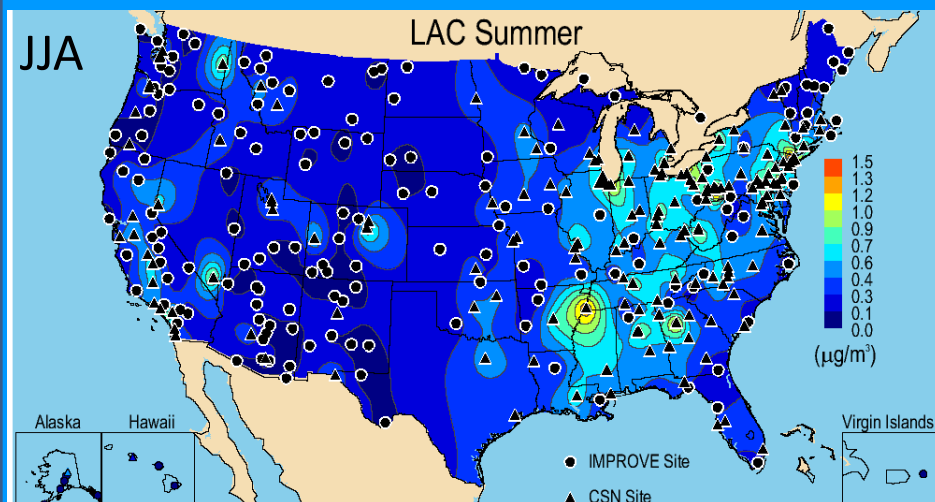 LAC Summer
JJA
1.5
1.3
1.2
1.0
0.9
0.7
0.6
0.4
0.3
0.1
0.0
(μg/m³)
Alaska
Hawaii
Virgin Islands
IMPROVE Site
CSN Site